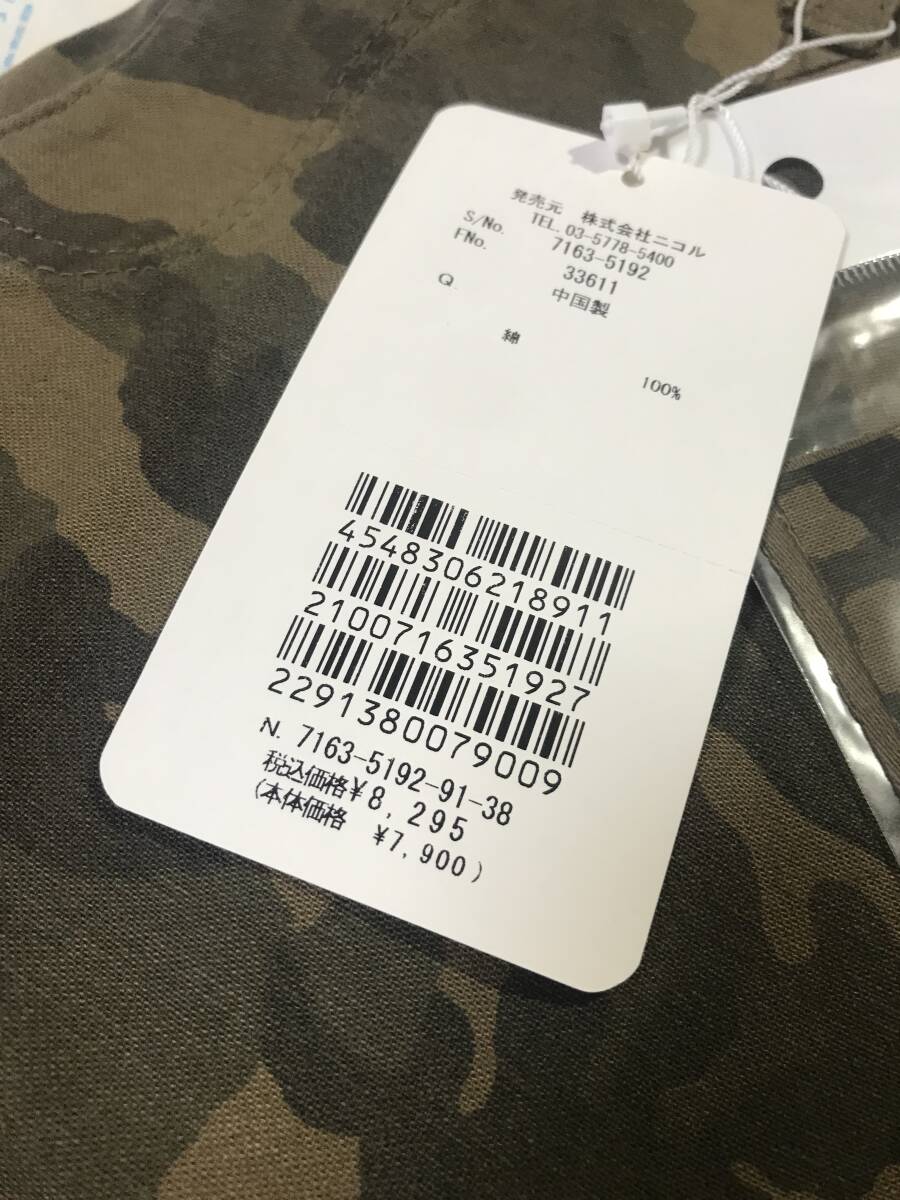 発売元 株式会社ニコル
TEL. 03-5778-5400
S/No. 7163-5192
FNo. 33611
中国製
Q.
綿 100%
4548306218911
2100716351927
2291380079009
N. 7163-5192-91-38
税込価格¥8,295
(本体価格 ¥7,900)